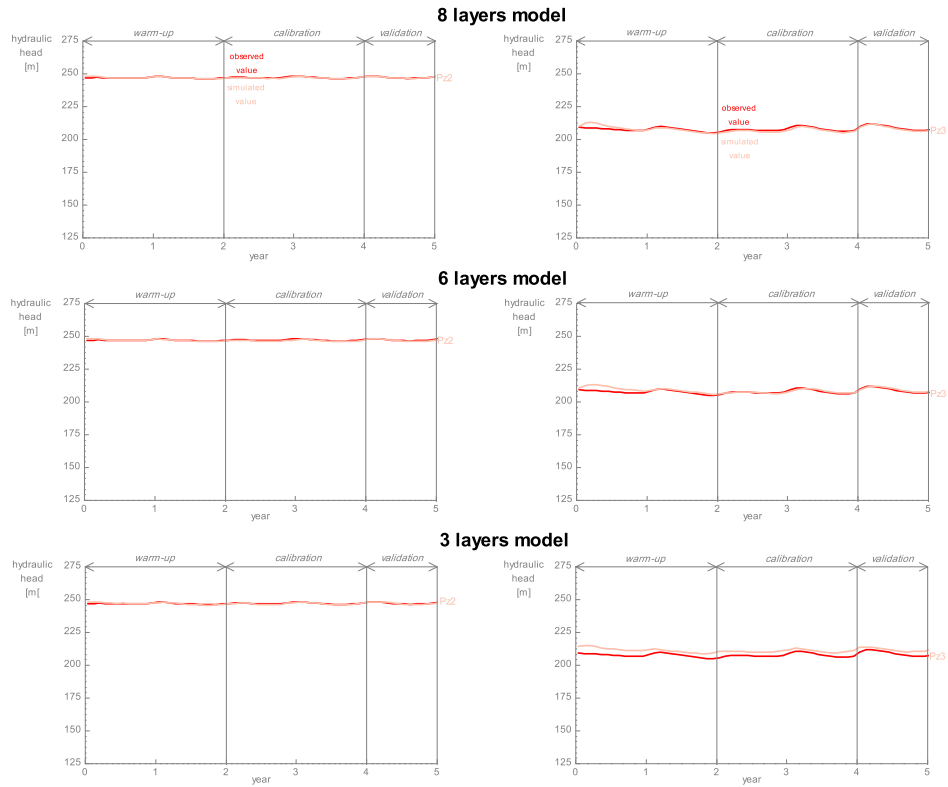 8 layers model
hydraulic
head
[m]
warm-up calibration validation
275
250
225
200
175
150
125
observed
value
simulated
value
Pz2
0 1 2 3 4 5
year
hydraulic
head
[m]
warm-up calibration validation
275
250
225
200
175
150
125
observed
value
simulated
value
Pz3
0 1 2 3 4 5
year
6 layers model
hydraulic
head
[m]
warm-up calibration validation
275
250
225
200
175
150
125
Pz2
0 1 2 3 4 5
year
hydraulic
head
[m]
warm-up calibration validation
275
250
225
200
175
150
125
Pz3
0 1 2 3 4 5
year
3 layers model
hydraulic
head
[m[
warm-up calibration validation
275
250
225
200
175
150
125
Pz2
0 1 2 3 4 5
year
hydraulic
head
[m]
warm-up calibration validation
275
250
225
200
175
150
125
Pz3
0 1 2 3 4 5
year